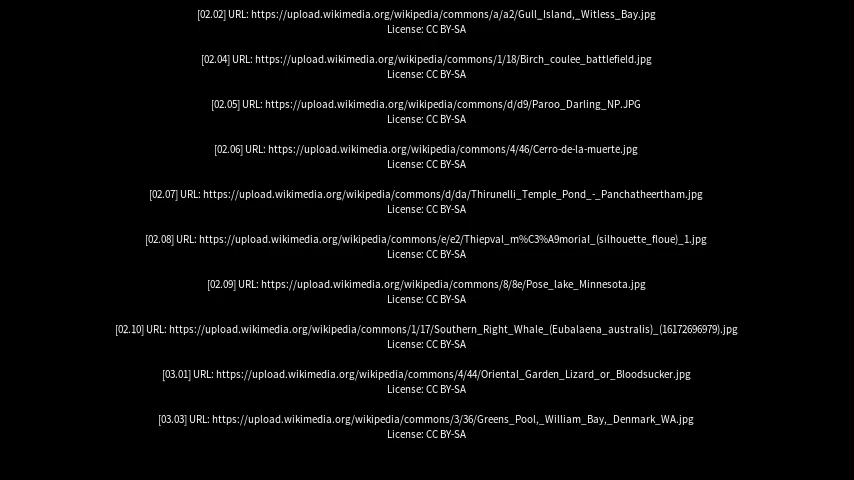 [02.02] URL: https://upload.wikimedia.org/wikipedia/commons/a/a2/Gull_Island,_Witless_Bay.jpg
License: CC BY-SA
[02.04] URL: https://upload.wikimedia.org/wikipedia/commons/1/18/Birch_coulee_battlefield.jpg
License: CC BY-SA
[02.05] URL: https://upload.wikimedia.org/wikipedia/commons/d/d9/Paroo_Darling_NP.JPG
License: CC BY-SA
[02.06] URL: https://upload.wikimedia.org/wikipedia/commons/4/46/Cerro-de-la-muerte.jpg
License: CC BY-SA
[02.07] URL: https://upload.wikimedia.org/wikipedia/commons/d/da/Thirunelli_Temple_Pond_-_Panchatheertham.jpg
License: CC BY-SA
[02.08] URL: https://upload.wikimedia.org/wikipedia/commons/e/e2/Thiepval_m%C3%A9morial_(silhouette_floue)_1.jpg
License: CC BY-SA
[02.09] URL: https://upload.wikimedia.org/wikipedia/commons/8/8e/Pose_lake_Minnesota.jpg
License: CC BY-SA
[02.10] URL: https://upload.wikimedia.org/wikipedia/commons/1/17/Southern_Right_Whale_(Eubalaena_australis)_(16172696979).jpg
License: CC BY-SA
[03.01] URL: https://upload.wikimedia.org/wikipedia/commons/4/44/Oriental_Garden_Lizard_or_Bloodsucker.jpg
License: CC BY-SA
[03.03] URL: https://upload.wikimedia.org/wikipedia/commons/3/36/Greens_Pool,_William_Bay,_Denmark_WA.jpg
License: CC BY-SA